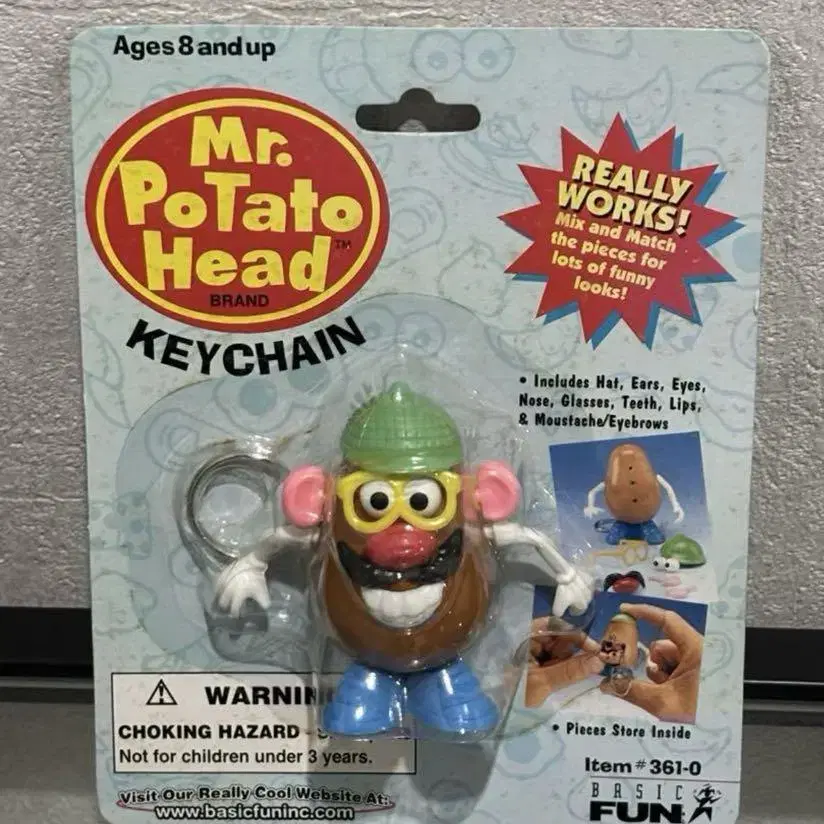 Ages 8 and up
Mr.
PoTaTo
Head™
BRAND
KEYCHAIN
REALLY
WORKS!
Mix and Match
the pieces for
lots of funny
looks!
• Includes Hat, Ears, Eyes,
Nose, Glasses, Teeth, Lips,
& Moustache/Eyebrows
• Pieces Store Inside
⚠ WARNIN
CHOKING HAZARD -
Not for children under 3 years.
Visit Our Really Cool Website At:
www.basicfuninc.com
Item # 361-0
BASIC
FUN